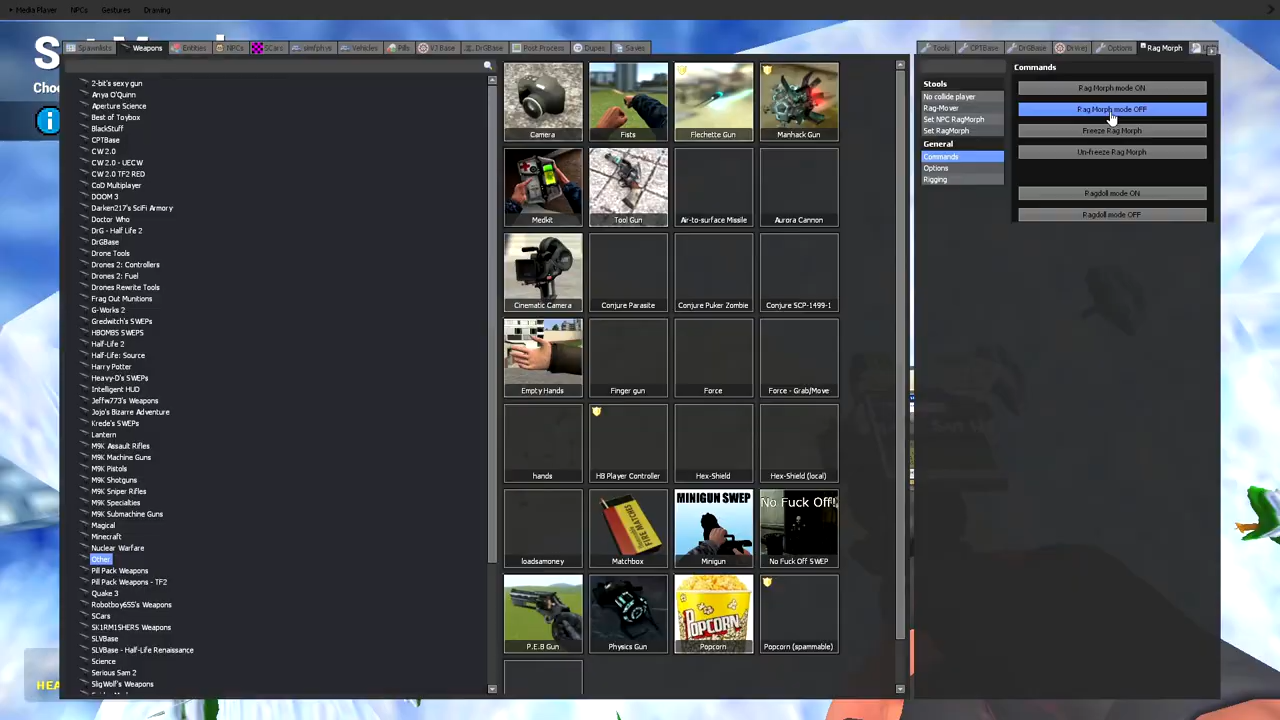 Media Player NPCs Gestures Drawing
Spawnlists Weapons Entities NPCs SCars simfphys Vehicles Pills VJ Base DrGBase Post Process Dupes Saves
2-bit's sexy gun
Anya O'Quinn
Aperture Science
Best of Toybox
BlackStuff
CPTBase
CW 2.0
CW 2.0 - UECW
CW 2.0 TF2 RED
CoD Multiplayer
DOOM 3
Darken217's SciFi Armory
Doctor Who
DrG - Half Life 2
DrGBase
Drone Tools
Drones 2: Controllers
Drones 2: Fuel
Drones Rewrite Tools
Frag Out Munitions
G-Works 2
Gredwitch's SWEPs
HBOMBS SWEPS
Half-Life 2
Half-Life: Source
Harry Potter
Heavy-D's SWEPs
Intelligent HUD
Jeffw773's Weapons
Jojo's Bizarre Adventure
Krede's SWEPs
Lantern
M9K Assault Rifles
M9K Machine Guns
M9K Pistols
M9K Shotguns
M9K Sniper Rifles
M9K Specialties
M9K Submachine Guns
Magical
Minecraft
Nuclear Warfare
Other
Pill Pack Weapons
Pill Pack Weapons - TF2
Quake 3
Robotboy655's Weapons
SCars
SK1RM1SHERS Weapons
SLVBase
SLVBase - Half-Life Renaissance
Science
Serious Sam 2
SligWolf's Weapons
Camera Fists Flechette Gun Manhack Gun
Medkit Tool Gun Air-to-surface Missile Aurora Cannon
Cinematic Camera Conjure Parasite Conjure Puker Zombie Conjure SCP-1499-1
Empty Hands Finger gun Force Force - Grab/Move
hands HB Player Controller Hex-Shield Hex-Shield (local)
FIRE MATCHES
MINIGUN SWEP
No Fuck Off!
loadsamoney Matchbox Minigun No Fuck Off SWEP
POPCORN
P.E.B Gun Physics Gun Popcorn Popcorn (spammable)
Tools CPTBase DrGBase Drive Options Rag Morph
Stools
No collide player
Rag-Mover
Set NPC RagMorph
Set RagMorph
General
Commands
Options
Rigging
Commands
Rag Morph mode ON
Rag Morph mode OFF
Freeze Rag Morph
Un-freeze Rag Morph
Ragdoll mode ON
Ragdoll mode OFF